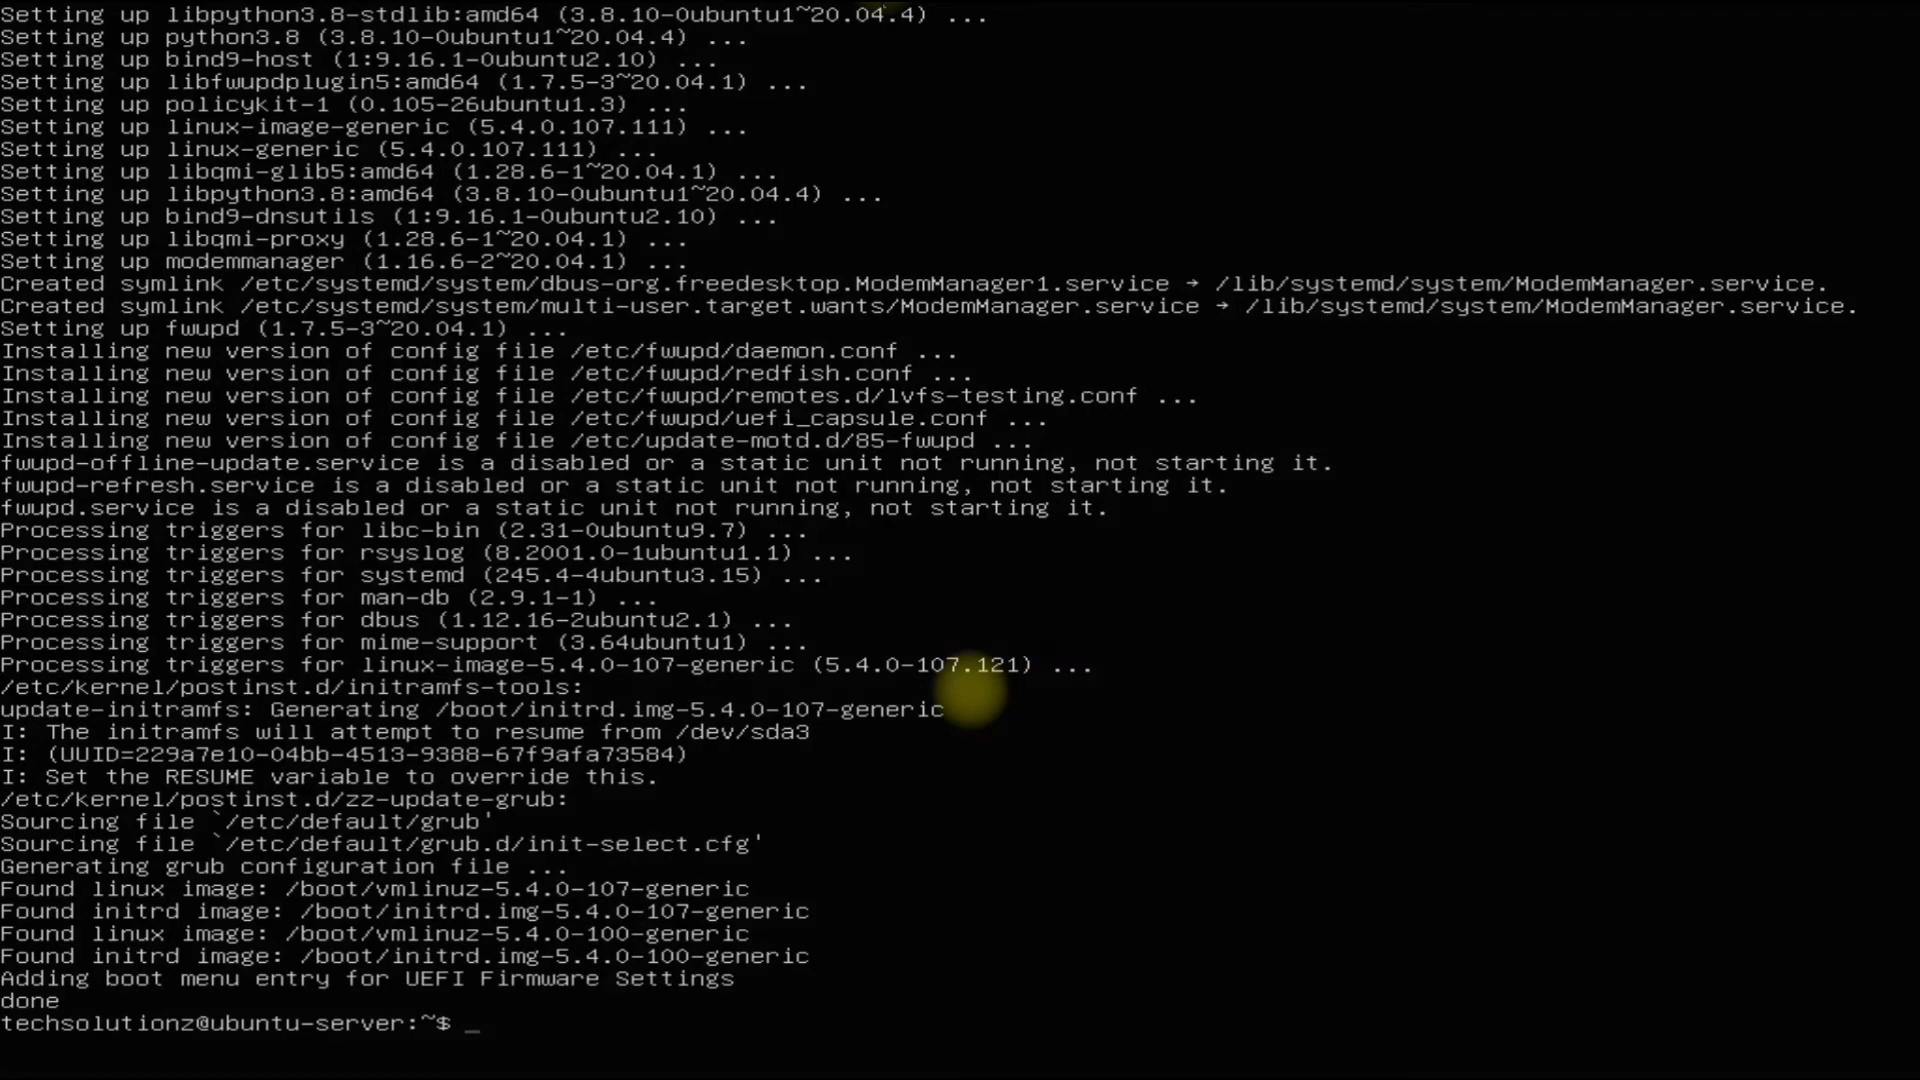 Setting up libpython3.8-stdlib:amd64 (3.8.10-0ubuntu1~20.04.4) ...
Setting up python3.8 (3.8.10-0ubuntu1~20.04.4) ...
Setting up bind9-host (1:9.16.1-0ubuntu2.10) ...
Setting up libfwupdplugin5:amd64 (1.7.5-3~20.04.1) ...
Setting up policykit-1 (0.105-26ubuntu1.3) ...
Setting up linux-image-generic (5.4.0.107.111) ...
Setting up linux-generic (5.4.0.107.111) ...
Setting up libqmi-glib5:amd64 (1.28.6-1~20.04.1) ...
Setting up libpython3.8:amd64 (3.8.10-0ubuntu1~20.04.4) ...
Setting up bind9-dnsutils (1:9.16.1-0ubuntu2.10) ...
Setting up libqmi-proxy (1.28.6-1~20.04.1) ...
Setting up modemmanager (1.16.6-2~20.04.1) ...
Created symlink /etc/systemd/system/dbus-org.freedesktop.ModemManager1.service → /lib/systemd/system/ModemManager.service.
Created symlink /etc/systemd/system/multi-user.target.wants/ModemManager.service → /lib/systemd/system/ModemManager.service.
Setting up fwupd (1.7.5-3~20.04.1) ...
Installing new version of config file /etc/fwupd/daemon.conf ...
Installing new version of config file /etc/fwupd/redfish.conf ...
Installing new version of config file /etc/fwupd/remotes.d/lvfs-testing.conf ...
Installing new version of config file /etc/fwupd/uefi_capsule.conf ...
Installing new version of config file /etc/update-motd.d/85-fwupd ...
fwupd-offline-update.service is a disabled or a static unit not running, not starting it.
fwupd-refresh.service is a disabled or a static unit not running, not starting it.
fwupd.service is a disabled or a static unit not running, not starting it.
Processing triggers for libc-bin (2.31-0ubuntu9.7) ...
Processing triggers for rsyslog (8.2001.0-1ubuntu1.1) ...
Processing triggers for systemd (245.4-4ubuntu3.15) ...
Processing triggers for man-db (2.9.1-1) ...
Processing triggers for dbus (1.12.16-2ubuntu2.1) ...
Processing triggers for mime-support (3.64ubuntu1) ...
Processing triggers for linux-image-5.4.0-107-generic (5.4.0-107.121) ...
/etc/kernel/postinst.d/initramfs-tools:
update-initramfs: Generating /boot/initrd.img-5.4.0-107-generic
I: The initramfs will attempt to resume from /dev/sda3
I: (UUID=229a7e10-04bb-4513-9388-67f9afa73584)
I: Set the RESUME variable to override this.
/etc/kernel/postinst.d/zz-update-grub:
Sourcing file `/etc/default/grub'
Sourcing file `/etc/default/grub.d/init-select.cfg'
Generating grub configuration file ...
Found linux image: /boot/vmlinuz-5.4.0-107-generic
Found initrd image: /boot/initrd.img-5.4.0-107-generic
Found linux image: /boot/vmlinuz-5.4.0-100-generic
Found initrd image: /boot/initrd.img-5.4.0-100-generic
Adding boot menu entry for UEFI Firmware Settings
done
techsolutionz@ubuntu-server:~$ _